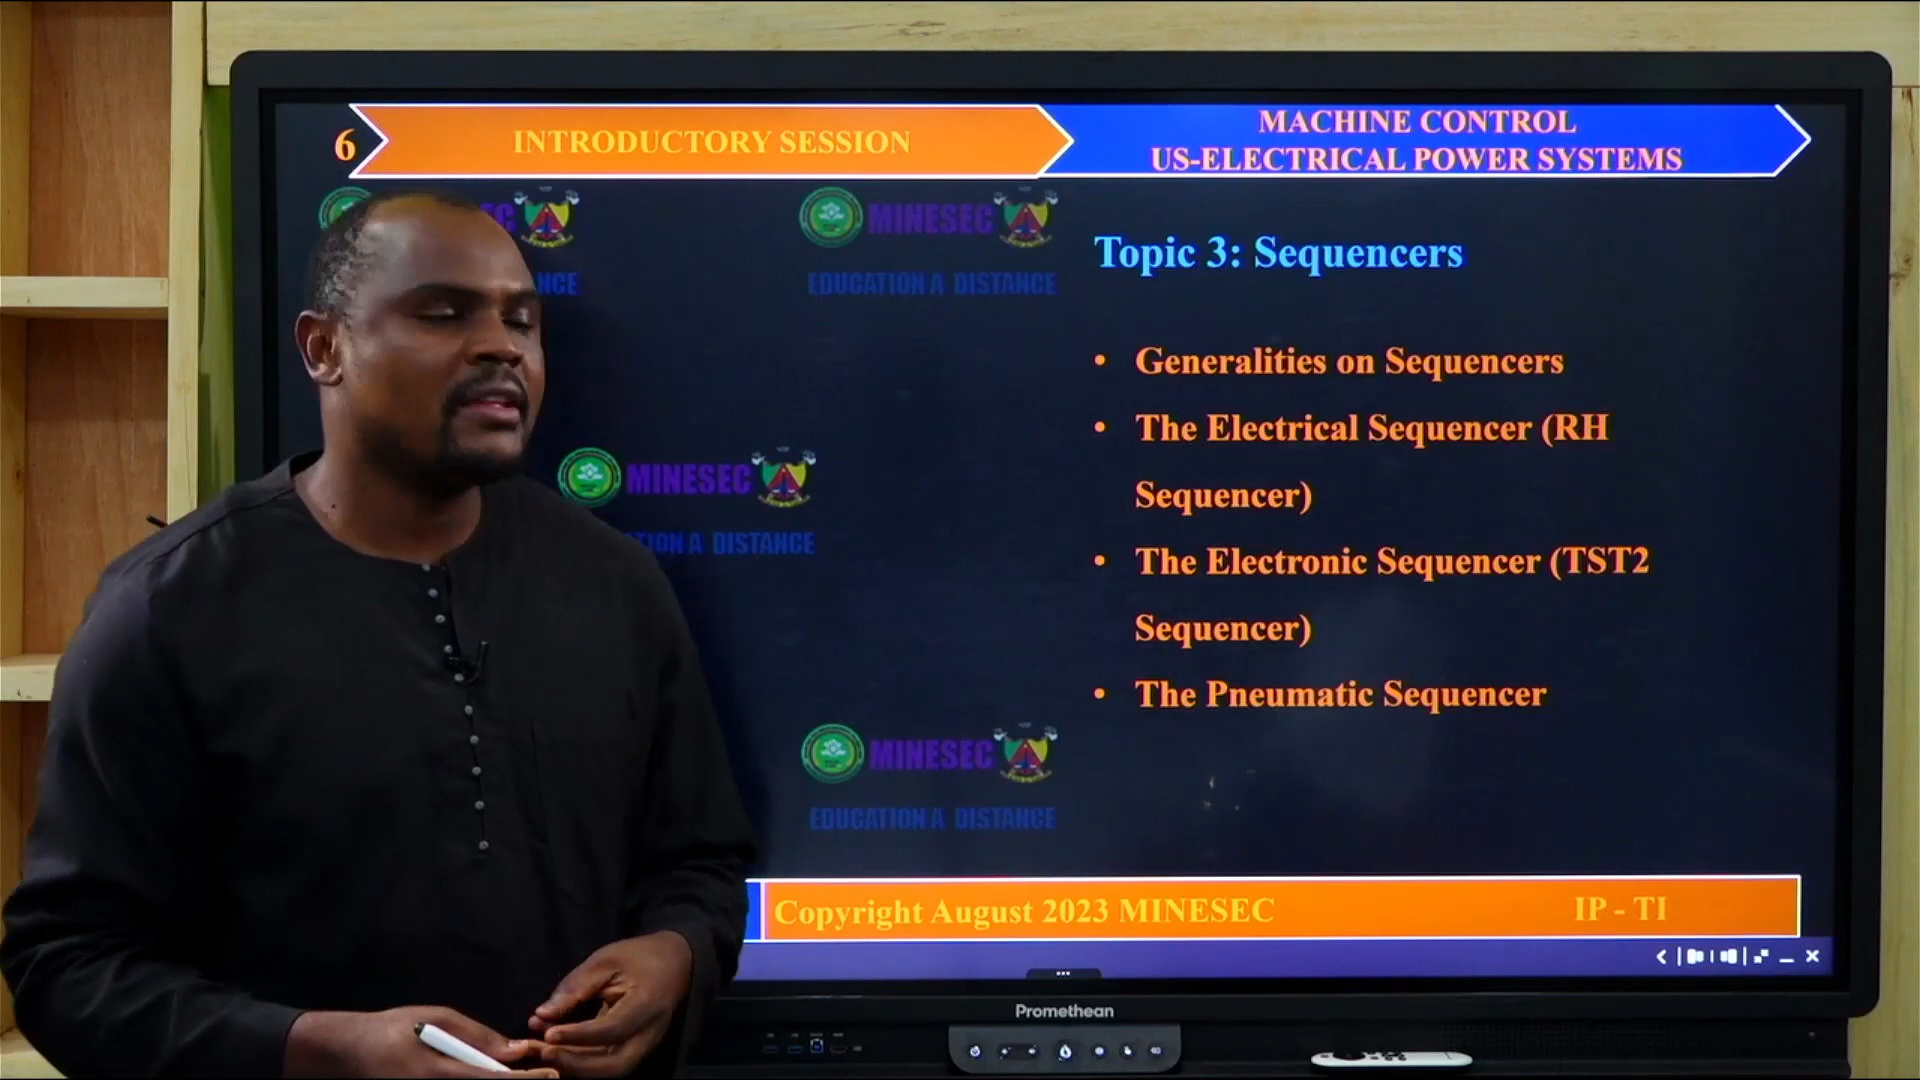 6
INTRODUCTORY SESSION
MACHINE CONTROL
US-ELECTRICAL POWER SYSTEMS
MINESEC
EDUCATION A DISTANCE
Topic 3: Sequencers
• Generalities on Sequencers
• The Electrical Sequencer (RH
Sequencer)
• The Electronic Sequencer (TST2
Sequencer)
• The Pneumatic Sequencer
MINESEC
ION A DISTANCE
MINESEC
EDUCATION A DISTANCE
Copyright August 2023 MINESEC
IP - TI
Promethean